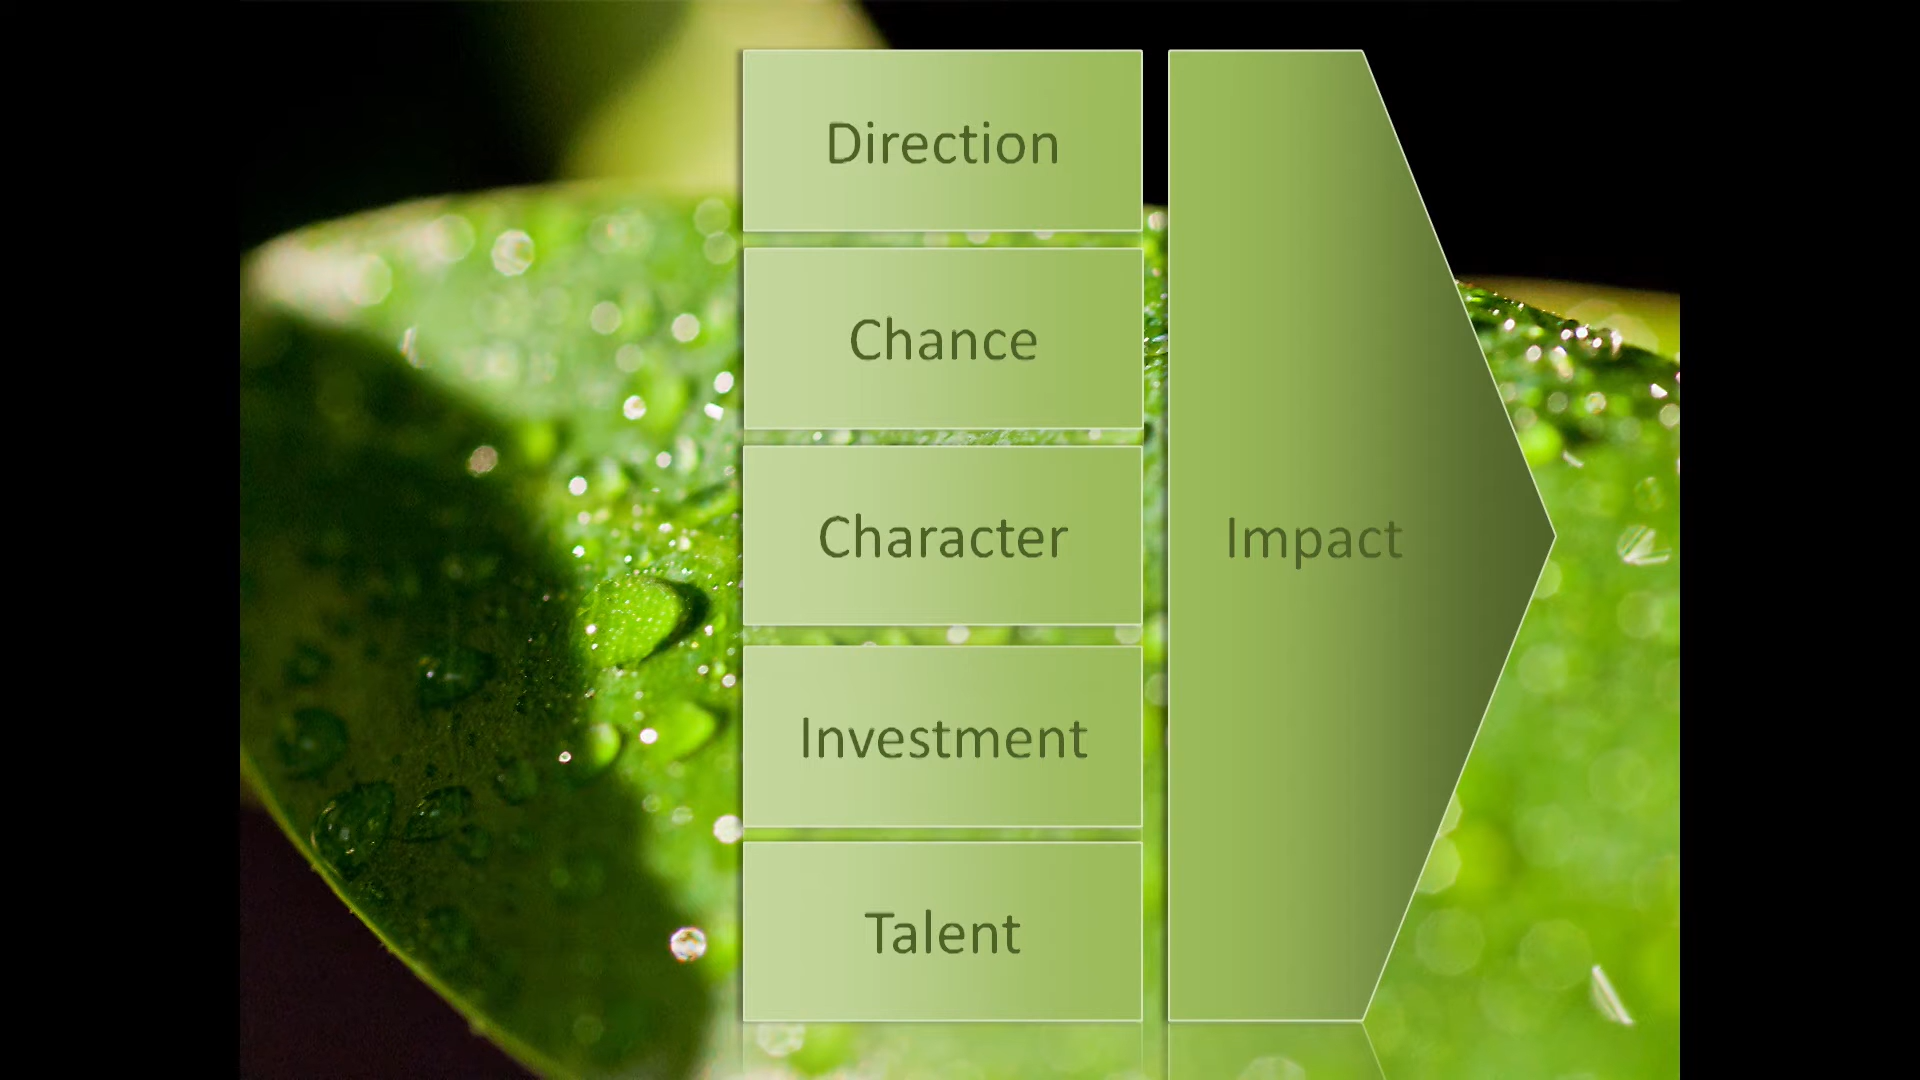 Direction
Chance
Character
Investment
Talent
Impact